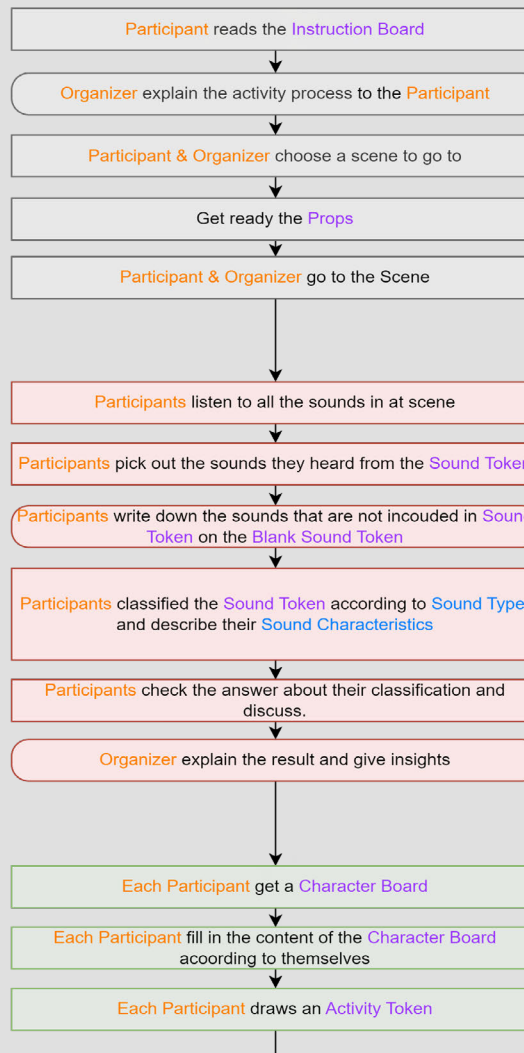 Participant reads the Instruction Board
Organizer explain the activity process to the Participant
Participant & Organizer choose a scene to go to
Get ready the Props
Participant & Organizer go to the Scene
Participants listen to all the sounds in at scene
Participants pick out the sounds they heard from the Sound Token
Participants write down the sounds that are not incouded in Sound
Token on the Blank Sound Token
Participants classified the Sound Token according to Sound Type
and describe their Sound Characteristics
Participants check the answer about their classification and
discuss.
Organizer explain the result and give insights
Each Participant get a Character Board
Each Participant fill in the content of the Character Board
acoording to themselves
Each Participant draws an Activity Token